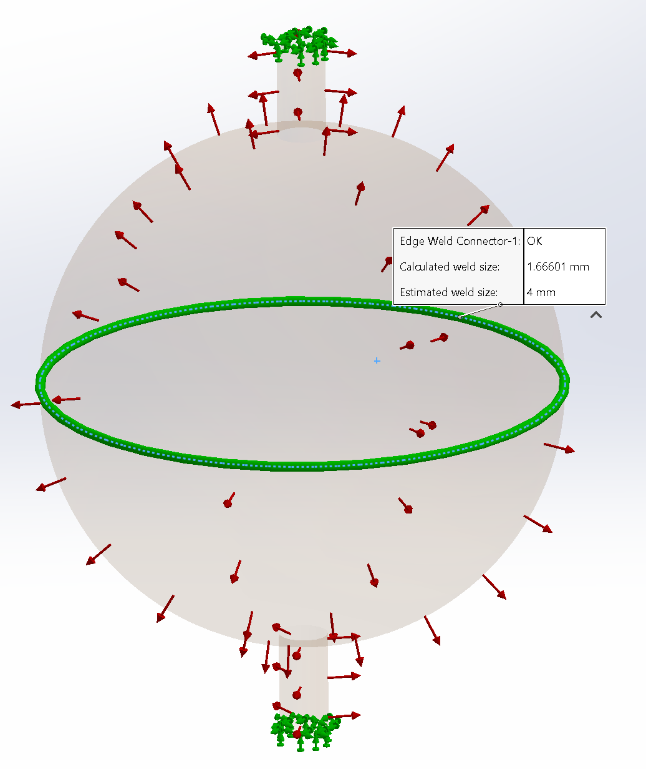 Edge Weld Connector-1: OK
Calculated weld size: 1.66601 mm
Estimated weld size: 4 mm